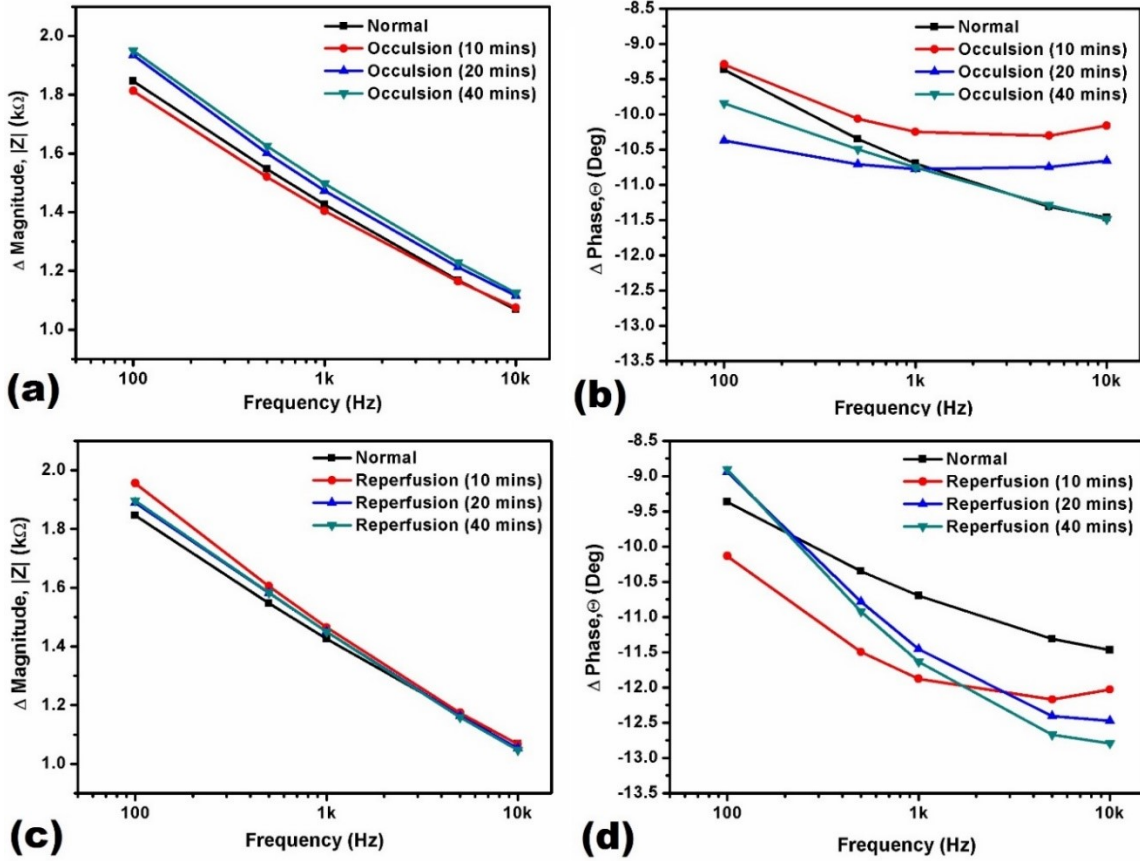 2.0
1.8
1.6
1.4
1.2
1.0
Δ Magnitude, |Z| (kΩ)
Normal
Occulsion (10 mins)
Occulsion (20 mins)
Occulsion (40 mins)
100
1k
10k
Frequency (Hz)
(a)
-8.5
-9.0
-9.5
-10.0
-10.5
-11.0
-11.5
-12.0
-12.5
-13.0
-13.5
Δ Phase,Θ (Deg)
Normal
Occulsion (10 mins)
Occulsion (20 mins)
Occulsion (40 mins)
100
1k
10k
Frequency (Hz)
(b)
2.0
1.8
1.6
1.4
1.2
1.0
Δ Magnitude, |Z| (kΩ)
Normal
Reperfusion (10 mins)
Reperfusion (20 mins)
Reperfusion (40 mins)
100
1k
10k
Frequency (Hz)
(c)
-8.5
-9.0
-9.5
-10.0
-10.5
-11.0
-11.5
-12.0
-12.5
-13.0
-13.5
Δ Phase,Θ (Deg)
Normal
Reperfusion (10 mins)
Reperfusion (20 mins)
Reperfusion (40 mins)
100
1k
10k
Frequency (Hz)
(d)